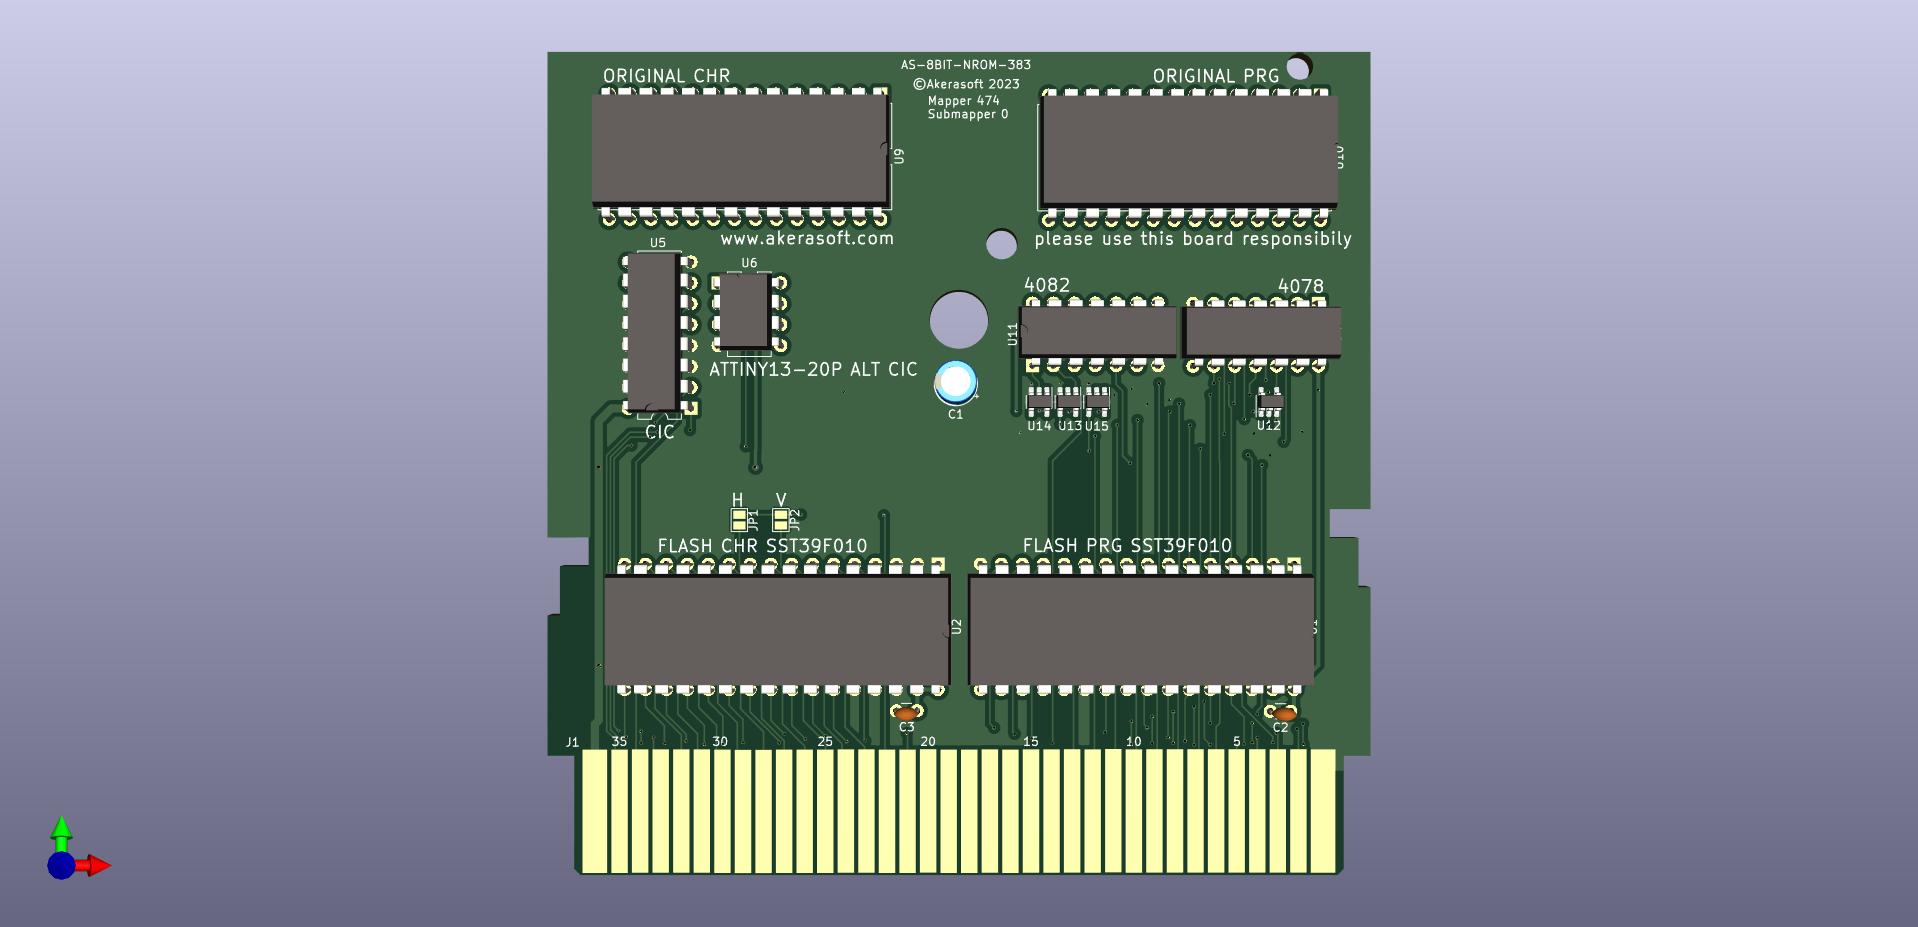 AS-8BIT-NROM-383
©Akerasoft 2023
Mapper 474
Submapper 0
ORIGINAL CHR
ORIGINAL PRG
U9
U10
www.akerasoft.com
please use this board responsibily
U5
U6
4082
4078
U11
ATTINY13-20P ALT CIC
C1
+
U14
U13
U15
U12
CIC
H
V
JP1
JP2
FLASH CHR SST39F010
FLASH PRG SST39F010
U2
C3
C2
J1
35
30
25
20
15
10
5